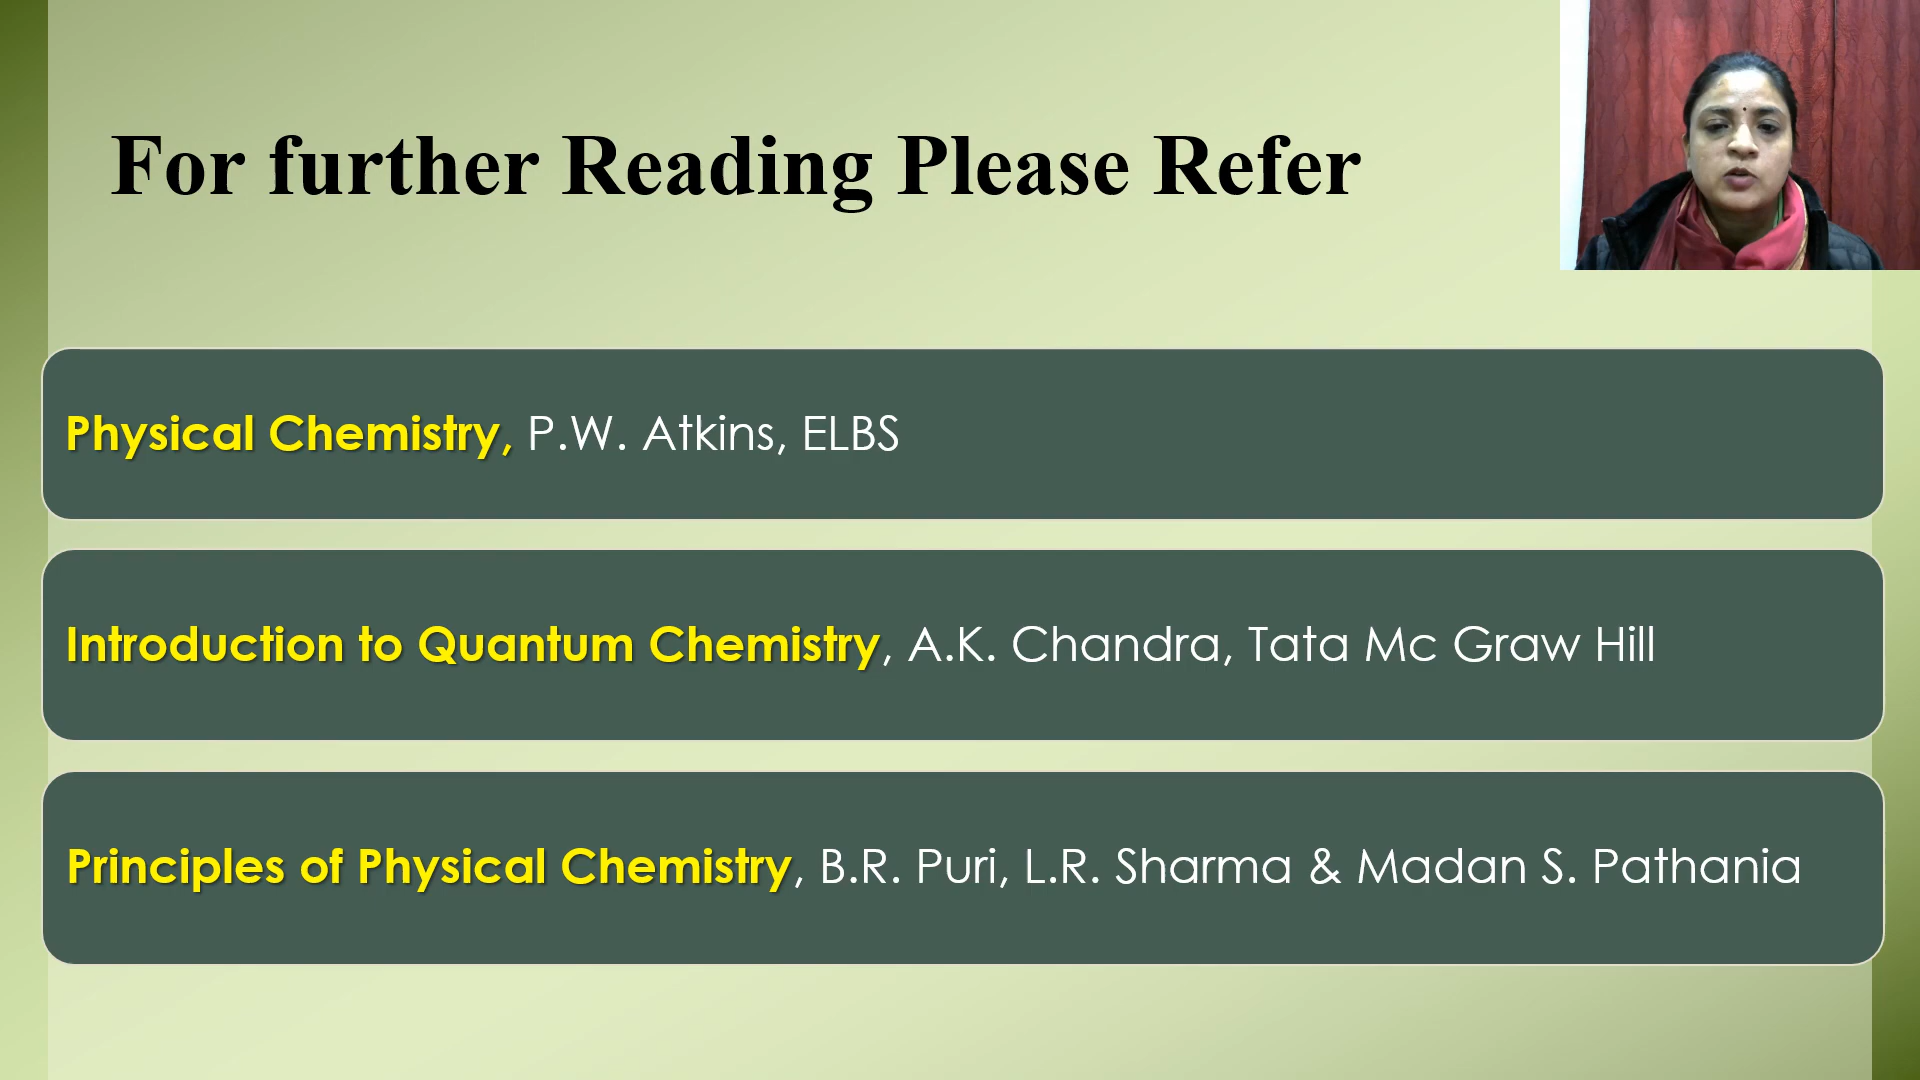 For further Reading Please Refer
Physical Chemistry, P.W. Atkins, ELBS
Introduction to Quantum Chemistry, A.K. Chandra, Tata Mc Graw Hill
Principles of Physical Chemistry, B.R. Puri, L.R. Sharma & Madan S. Pathania